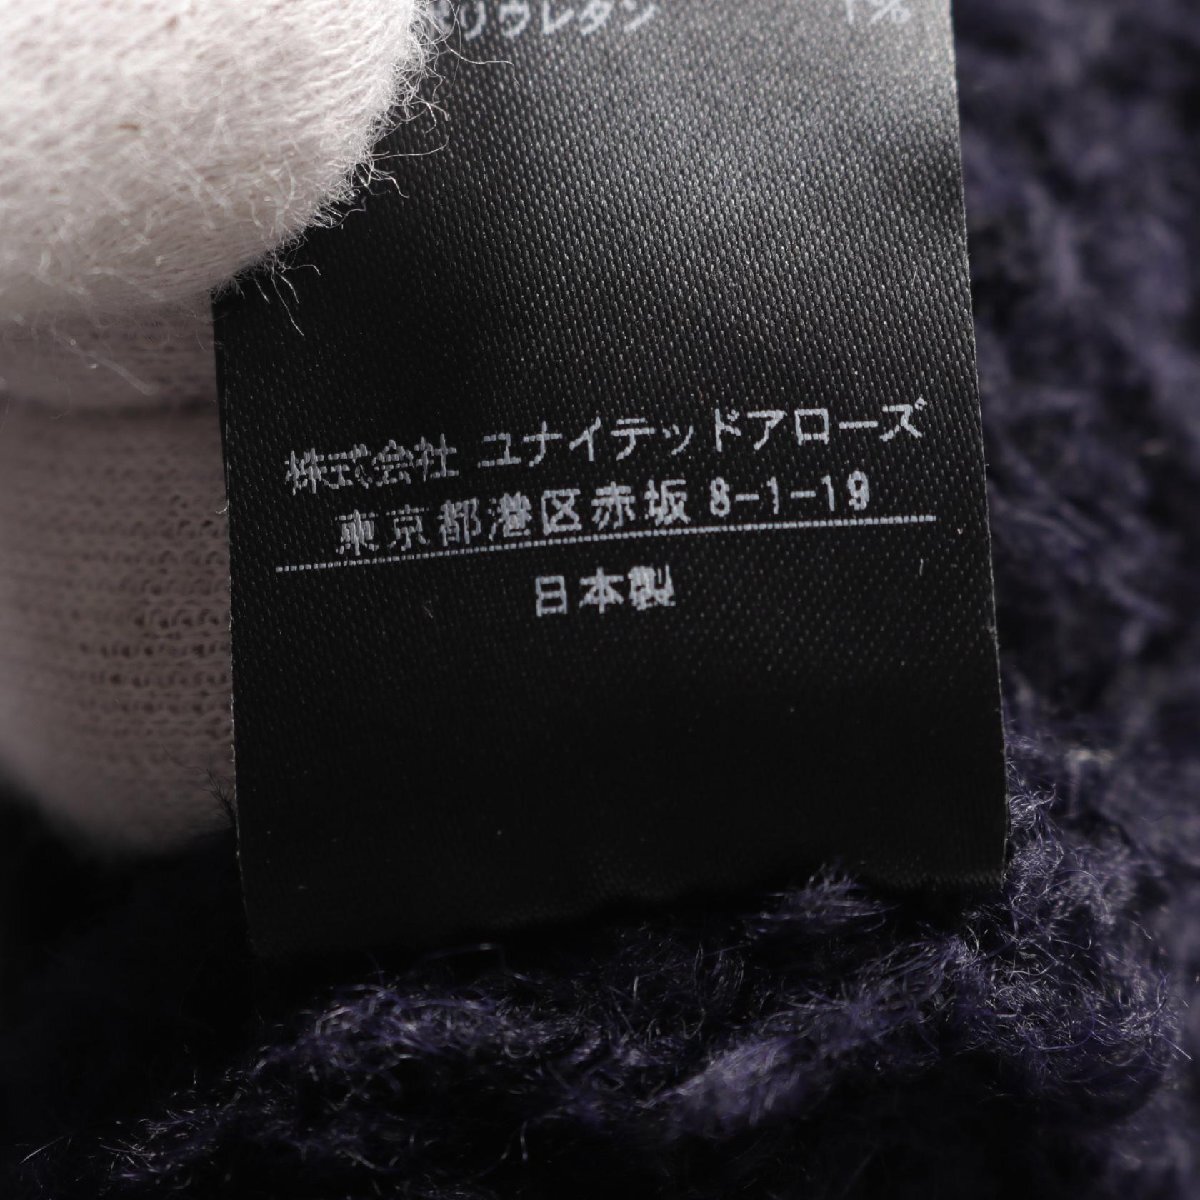 ポリウレタン 1%
株式会社 ユナイテッドアローズ
東京都港区赤坂 8-1-19
日本製